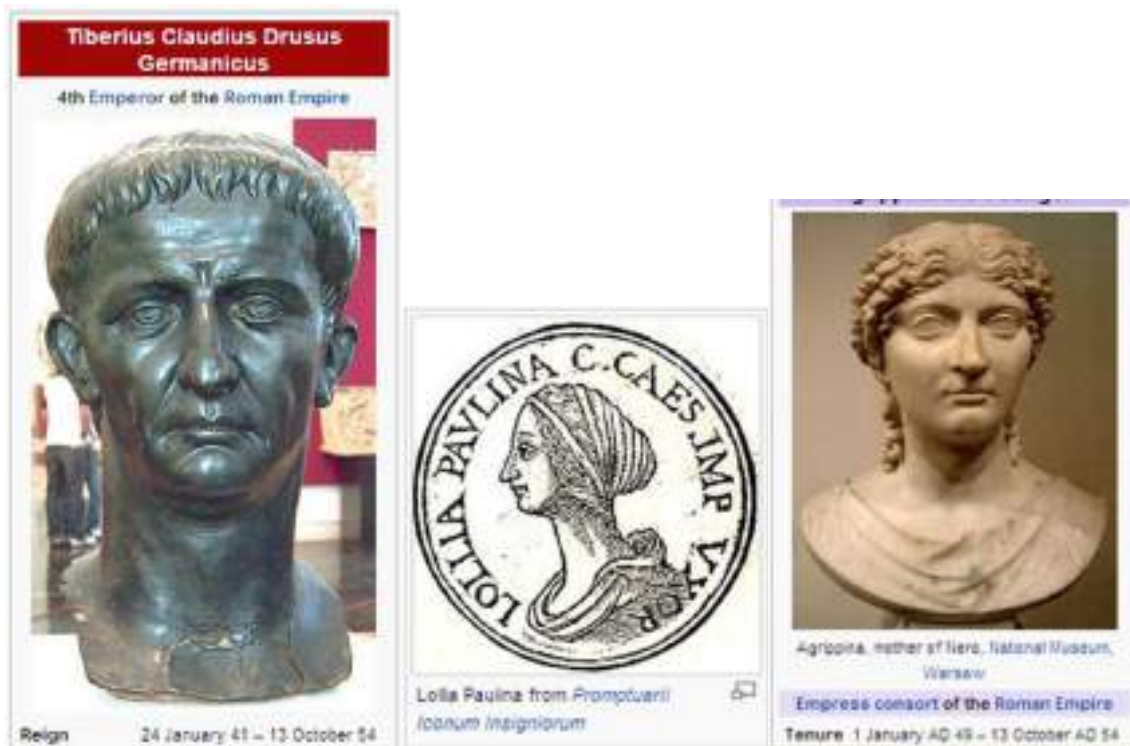 Tiberius Claudius Drusus
Germanicus
4th Emperor of the Roman Empire
Reign 24 January 41 – 13 October 54
LOLLIA PAVLINA C. CAES. IMP VXOR
Lollia Paulina from Promptuarii
Iconum Insigniorum
Agrippina, mother of Nero, National Museum,
Warsaw
Empress consort of the Roman Empire
Tenure 1 January AD 49 – 13 October AD 54